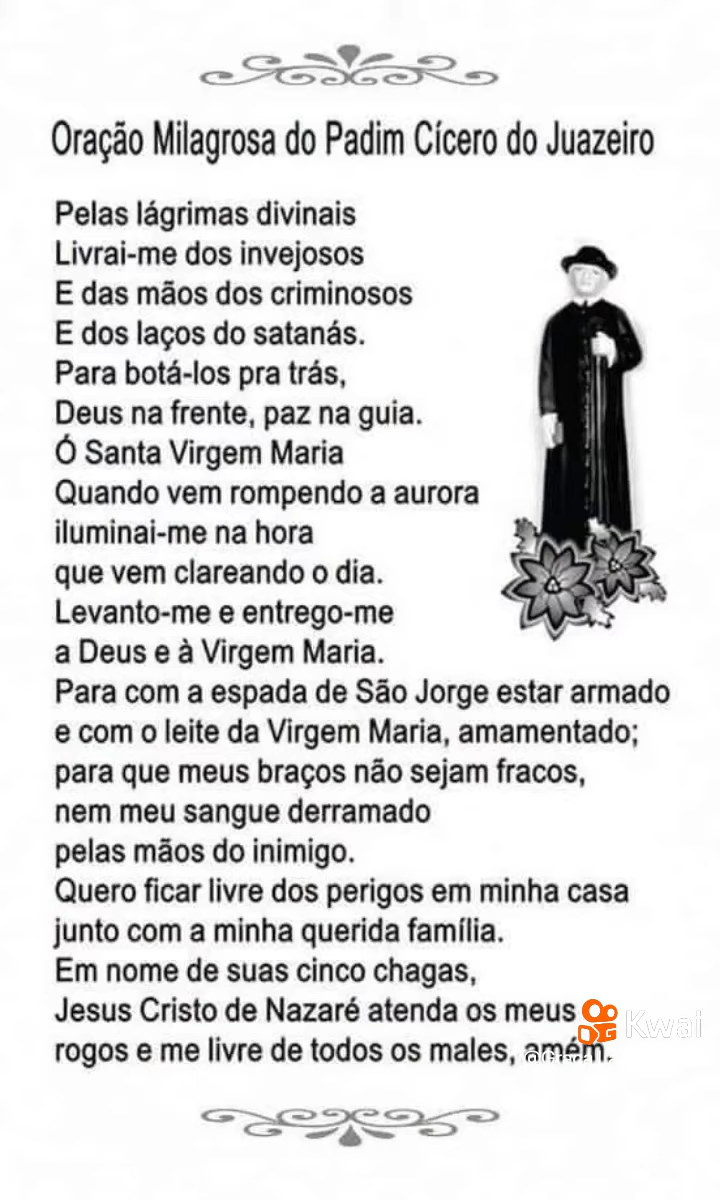 Oração Milagrosa do Padim Cícero do Juazeiro
Pelas lágrimas divinais
Livrai-me dos invejosos
E das mãos dos criminosos
E dos laços do satanás.
Para botá-los pra trás,
Deus na frente, paz na guia.
Ó Santa Virgem Maria
Quando vem rompendo a aurora
iluminai-me na hora
que vem clareando o dia.
Levanto-me e entrego-me
a Deus e à Virgem Maria.
Para com a espada de São Jorge estar armado
e com o leite da Virgem Maria, amamentado;
para que meus braços não sejam fracos,
nem meu sangue derramado
pelas mãos do inimigo.
Quero ficar livre dos perigos em minha casa
junto com a minha querida família.
Em nome de suas cinco chagas,
Jesus Cristo de Nazaré atenda os meus
rogos e me livre de todos os males, amém.
Kwai